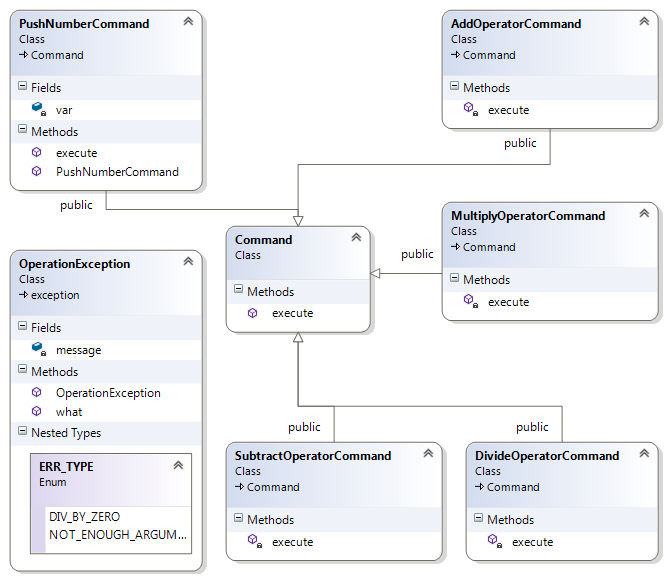 PushNumberCommand
Class
Command
Fields
var
Methods
execute
PushNumberCommand
public
AddOperatorCommand
Class
Command
Methods
execute
public
Command
Class
Methods
execute
MultiplyOperatorCommand
Class
Command
Methods
execute
public
OperationException
Class
exception
Fields
message
Methods
OperationException
what
Nested Types
ERR_TYPE
Enum
DIV_BY_ZERO
NOT_ENOUGH_ARGUM...
public
SubtractOperatorCommand
Class
Command
Methods
execute
public
DivideOperatorCommand
Class
Command
Methods
execute